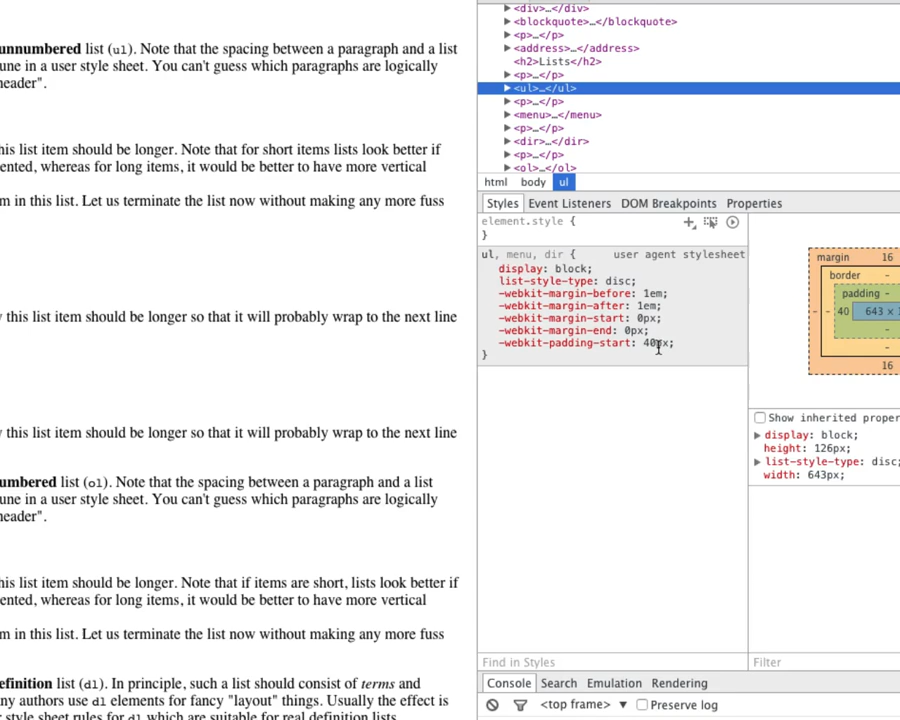 unnumbered list (ul). Note that the spacing between a paragraph and a list
une in a user style sheet. You can't guess which paragraphs are logically
header".
his list item should be longer. Note that for short items lists look better if
ented, whereas for long items, it would be better to have more vertical
m in this list. Let us terminate the list now without making any more fuss
this list item should be longer so that it will probably wrap to the next line
this list item should be longer so that it will probably wrap to the next line
umbered list (ol). Note that the spacing between a paragraph and a list
une in a user style sheet. You can't guess which paragraphs are logically
header".
his list item should be longer. Note that if items are short, lists look better if
ented, whereas for long items, it would be better to have more vertical
m in this list. Let us terminate the list now without making any more fuss
efinition list (dl). In principle, such a list should consist of terms and
ny authors use dl elements for fancy "layout" things. Usually the effect is
style sheet rules for dl which are suitable for real definition lists.
<div>…</div>
<blockquote>…</blockquote>
<p>…</p>
<address>…</address>
<h2>Lists</h2>
<p>…</p>
<ul>…</ul>
<p>…</p>
<menu>…</menu>
<p>…</p>
<dir>…</dir>
<p>…</p>
<ol>…</ol>
html body ul
Styles Event Listeners DOM Breakpoints Properties
element.style {
}
ul, menu, dir { user agent stylesheet
display: block;
list-style-type: disc;
-webkit-margin-before: 1em;
-webkit-margin-after: 1em;
-webkit-margin-start: 0px;
-webkit-margin-end: 0px;
-webkit-padding-start: 40px;
}
margin 16
border -
padding -
- - 40 643 ×
-
-
16
Show inherited proper
display: block;
height: 126px;
list-style-type: disc;
width: 643px;
Find in Styles
Filter
Console Search Emulation Rendering
<top frame> ▼ Preserve log